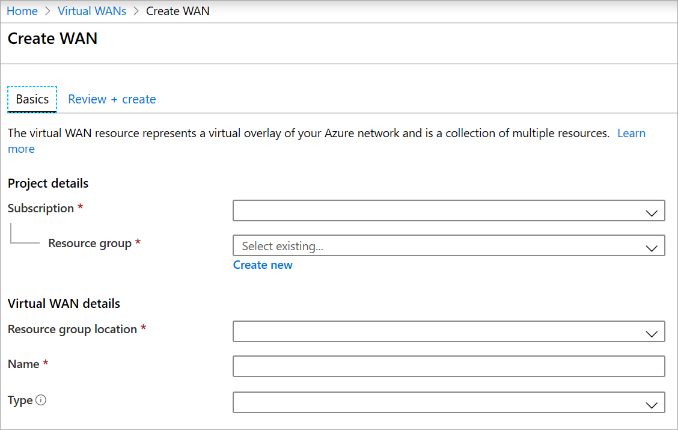 Home > Virtual WANs > Create WAN
Create WAN
Basics Review + create
The virtual WAN resource represents a virtual overlay of your Azure network and is a collection of multiple resources. Learn
more
Project details
Subscription *
Resource group * Select existing...
Create new
Virtual WAN details
Resource group location *
Name *
Type